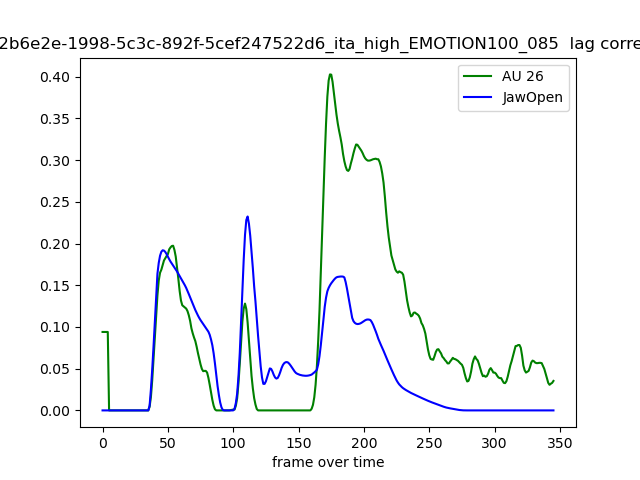 2b6e2e-1998-5c3c-892f-5cef247522d6_ita_high_EMOTION100_085 lag corre
AU 26
JawOpen
0.40
0.35
0.30
0.25
0.20
0.15
0.10
0.05
0.00
0 50 100 150 200 250 300 350
frame over time